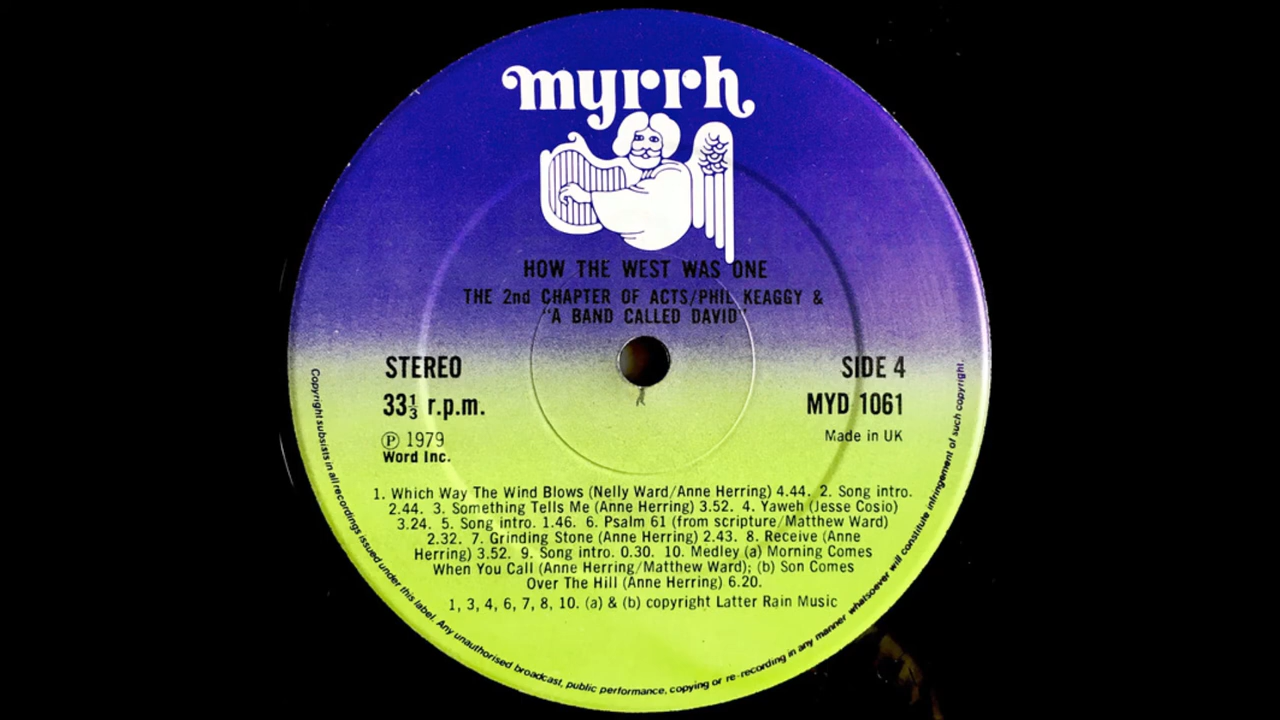 myrrh
HOW THE WEST WAS ONE
THE 2nd CHAPTER OF ACTS/PHIL KEAGGY &
"A BAND CALLED DAVID"
STEREO
SIDE 4
33⅓ r.p.m.
MYD 1061
Ⓟ 1979
Word Inc.
Made in UK
1. Which Way The Wind Blows (Nelly Ward/Anne Herring) 4.44. 2. Song intro.
2.44. 3. Something Tells Me (Anne Herring) 3.52. 4. Yaweh (Jesse Cosio)
3.24. 5. Song intro. 1.46. 6. Psalm 61 (from scripture/Matthew Ward)
2.32. 7. Grinding Stone (Anne Herring) 2.43. 8. Receive (Anne
Herring) 3.52. 9. Song intro. 0.30. 10. Medley (a) Morning Comes
When You Call (Anne Herring/Matthew Ward); (b) Son Comes
Over The Hill (Anne Herring) 6.20.
1, 3, 4, 6, 7, 8, 10. (a) & (b) copyright Latter Rain Music
Copyright subsists in all recordings issued under this label. Any unauthorised broadcast, public performance, copying or re-recording in any manner whatsoever will constitute infringement of such copyright.